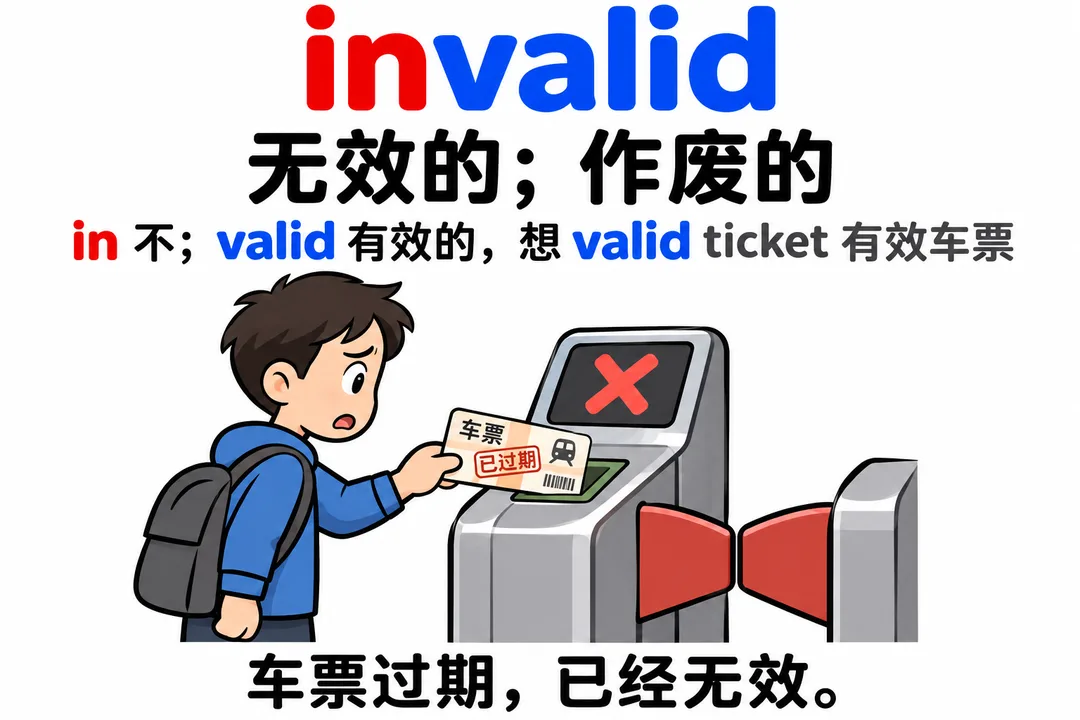 invalid
无效的；作废的
in 不；valid 有效的，想 valid ticket 有效车票
车票
已过期
车票过期，已经无效。